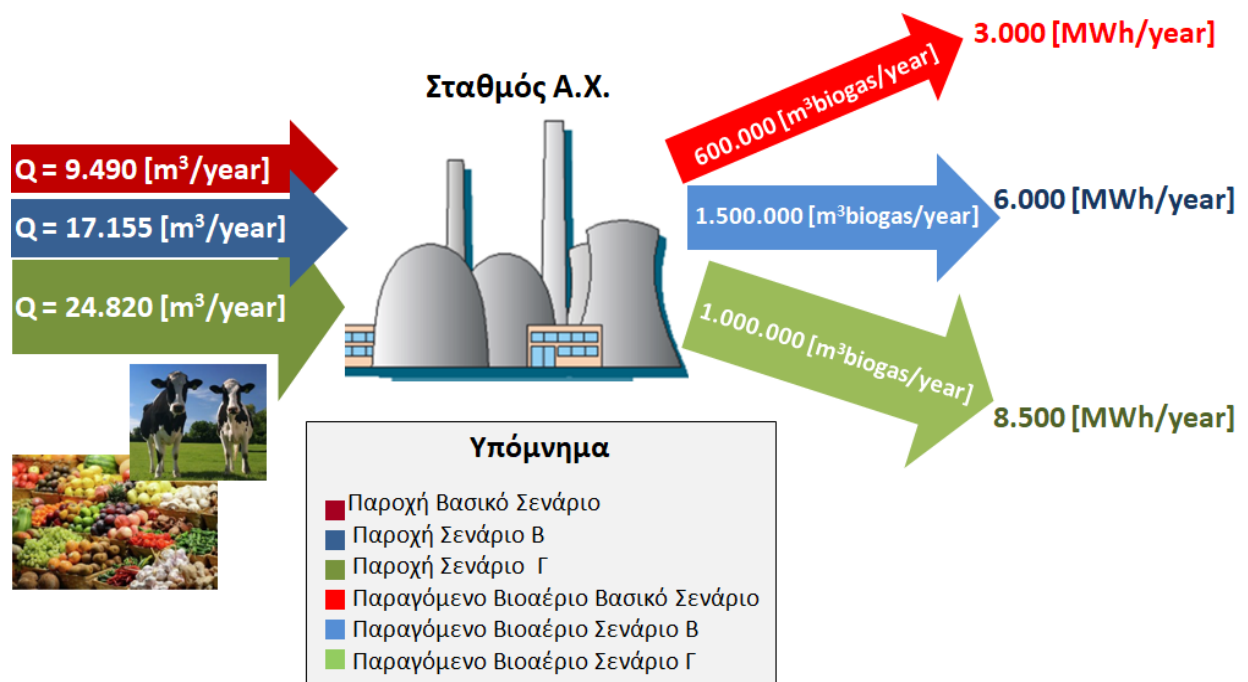 Σταθμός Α.Χ.
Q = 9.490 [m³/year]
Q = 17.155 [m³/year]
Q = 24.820 [m³/year]
600.000 [m³biogas/year]
3.000 [MWh/year]
1.500.000 [m³biogas/year]
6.000 [MWh/year]
1.000.000 [m³biogas/year]
8.500 [MWh/year]
Υπόμνημα
Παροχή Βασικό Σενάριο
Παροχή Σενάριο Β
Παροχή Σενάριο Γ
Παραγόμενο Βιοαέριο Βασικό Σενάριο
Παραγόμενο Βιοαέριο Σενάριο Β
Παραγόμενο Βιοαέριο Σενάριο Γ